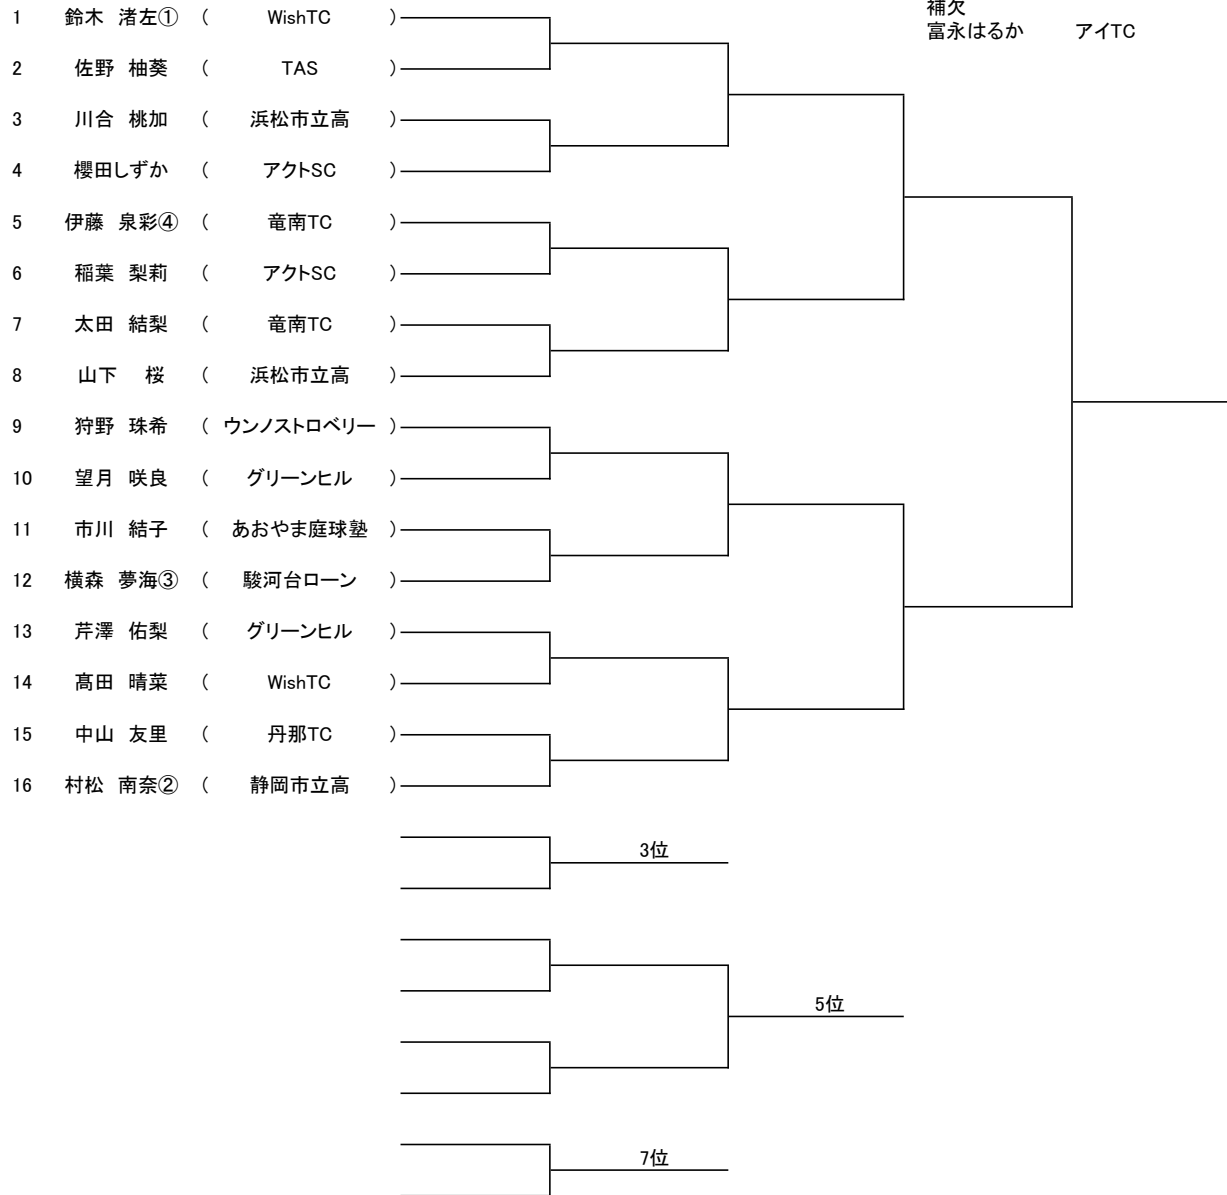 補欠
1 鈴木 渚左① ( WishTC )
富永はるか アイTC
2 佐野 柚葵 ( TAS )
3 川合 桃加 ( 浜松市立高 )
4 櫻田しずか ( アクトSC )
5 伊藤 泉彩④ ( 竜南TC )
6 稲葉 梨莉 ( アクトSC )
7 太田 結梨 ( 竜南TC )
8 山下 桜 ( 浜松市立高 )
9 狩野 珠希 ( ウンノストロベリー )
10 望月 咲良 ( グリーンヒル )
11 市川 結子 ( あおやま庭球塾 )
12 横森 夢海③ ( 駿河台ローン )
13 芹澤 佑梨 ( グリーンヒル )
14 髙田 晴菜 ( WishTC )
15 中山 友里 ( 丹那TC )
16 村松 南奈② ( 静岡市立高 )
3位
5位
7位